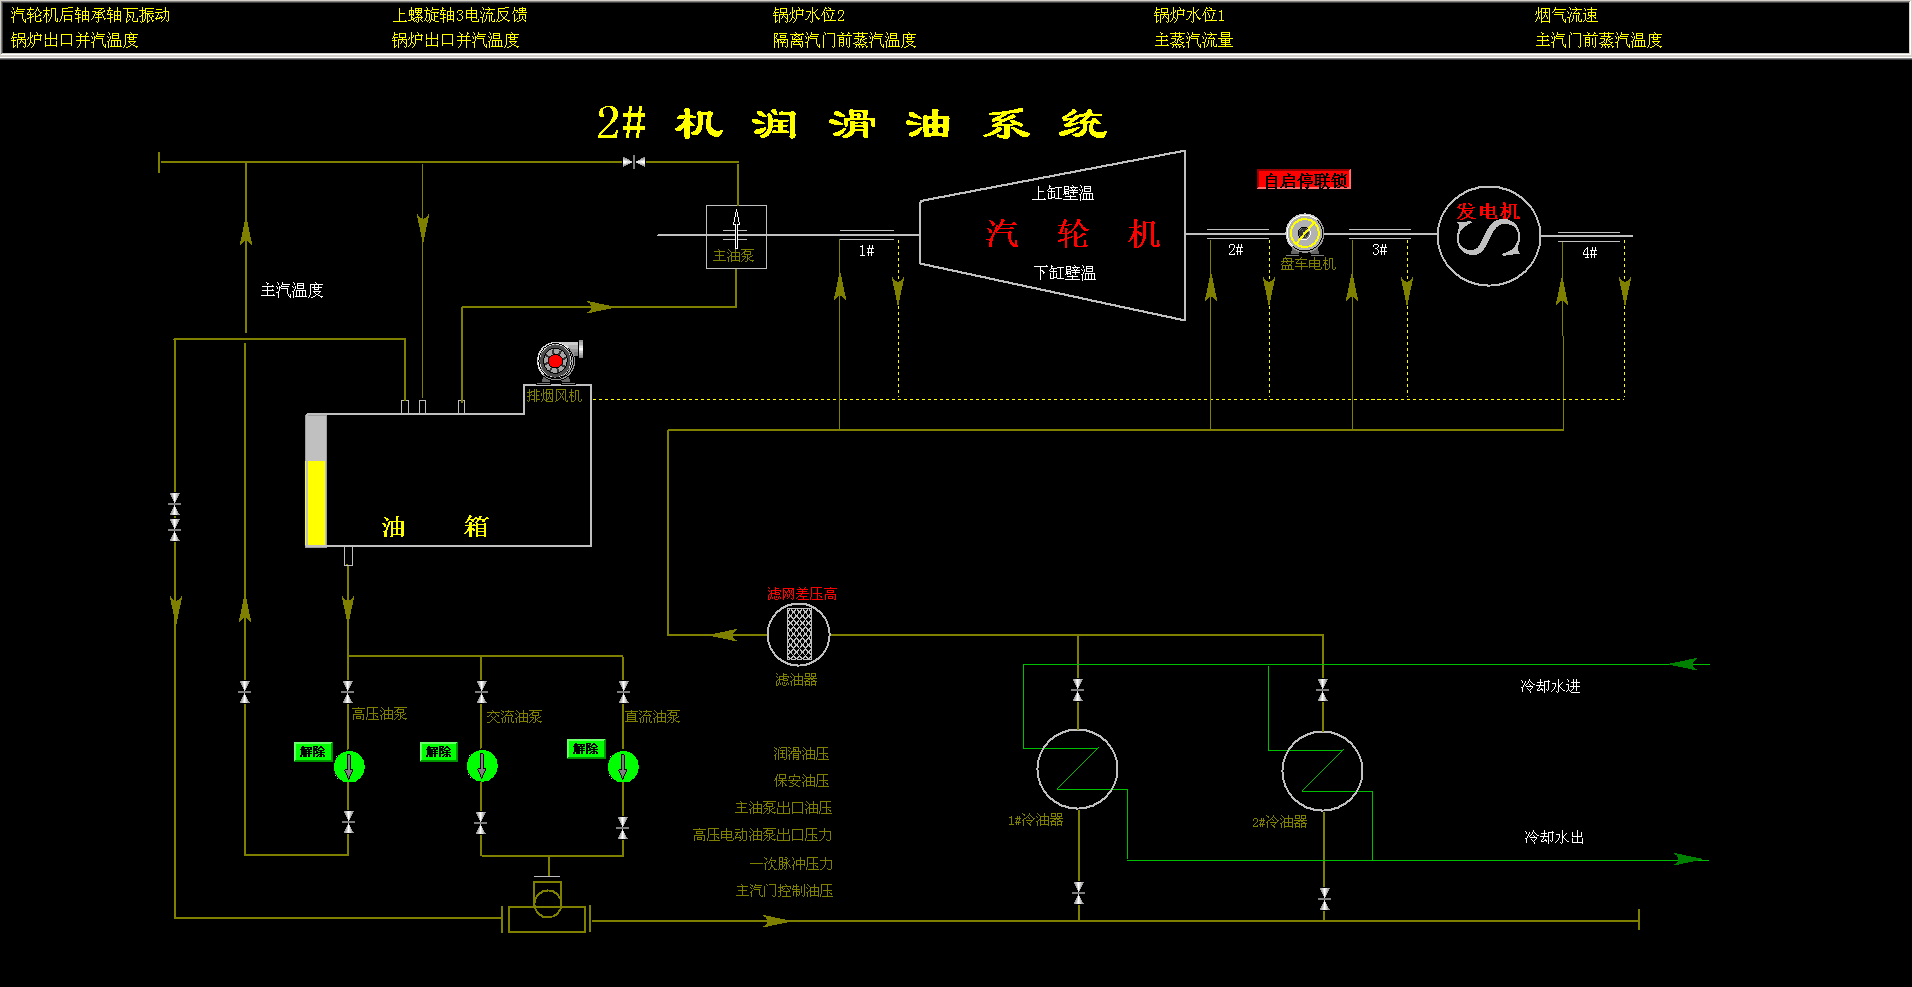 汽轮机后轴承轴瓦振动 上螺旋轴3电流反馈 锅炉水位2 锅炉水位1 烟气流速
锅炉出口并汽温度 锅炉出口并汽温度 隔离汽门前蒸汽温度 主蒸汽流量 主汽门前蒸汽温度
2# 机 润 滑 油 系 统
自启停联锁
上缸壁温
发电机
汽 轮 机
S
1#
2#
3#
4#
主油泵
盘车电机
下缸壁温
主汽温度
排烟风机
油 箱
滤网差压高
滤油器
冷却水进
高压油泵
交流油泵
直流油泵
解除
解除
解除
润滑油压
保安油压
主油泵出口油压
1#冷油器
2#冷油器
高压电动油泵出口压力
冷却水出
一次脉冲压力
主汽门控制油压